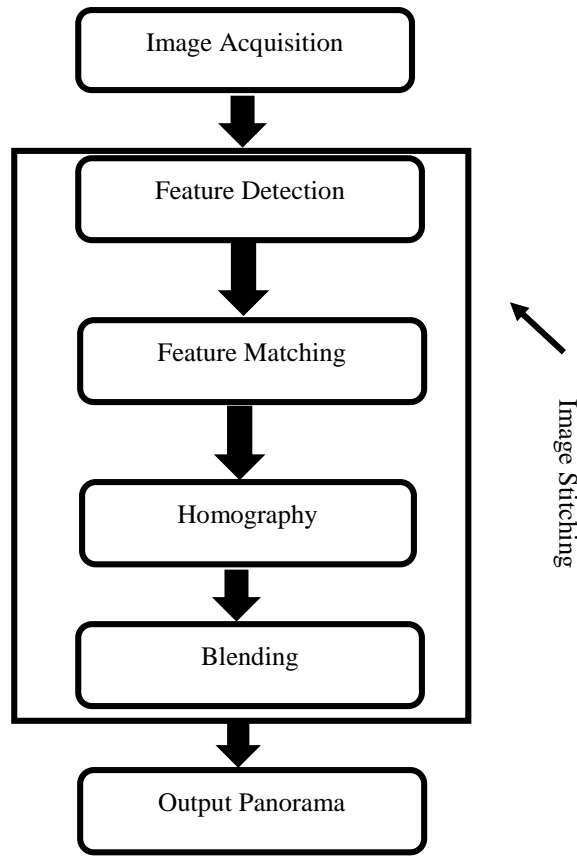 Image Acquisition
Feature Detection
Feature Matching
Homography
Blending
Output Panorama
Image Stitching